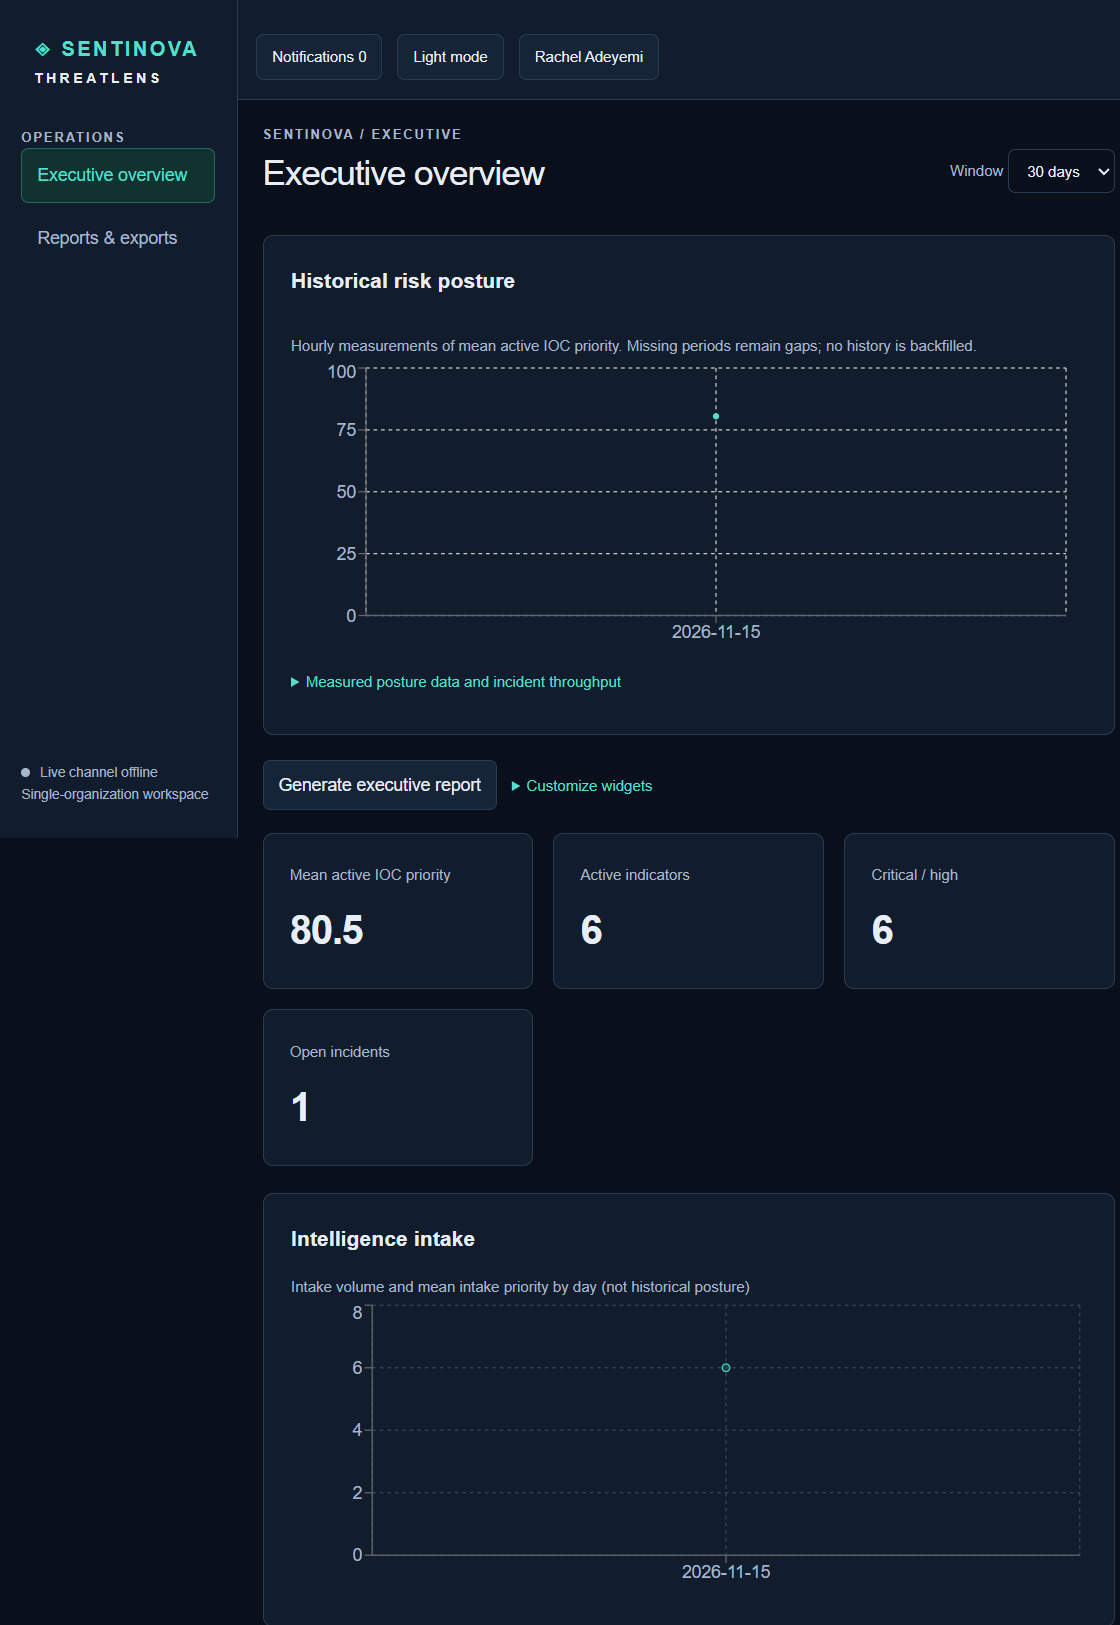 ◈ SENTINOVA
THREATLENS
OPERATIONS
Executive overview
Reports & exports
Live channel offline
Single-organization workspace
Notifications 0
Light mode
Rachel Adeyemi
SENTINOVA / EXECUTIVE
Executive overview
Window
30 days
Historical risk posture
Hourly measurements of mean active IOC priority. Missing periods remain gaps; no history is backfilled.
100
75
50
25
0
2026-11-15
Measured posture data and incident throughput
Generate executive report
Customize widgets
Mean active IOC priority
80.5
Active indicators
6
Critical / high
6
Open incidents
1
Intelligence intake
Intake volume and mean intake priority by day (not historical posture)
8
6
4
2
0
2026-11-15